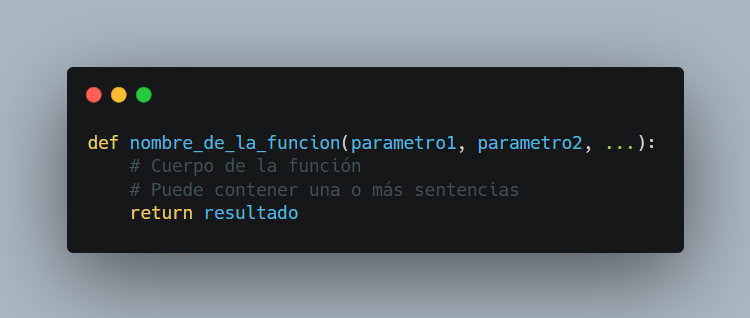 def nombre_de_la_funcion(parametro1, parametro2, ...):
    # Cuerpo de la función
    # Puede contener una o más sentencias
    return resultado